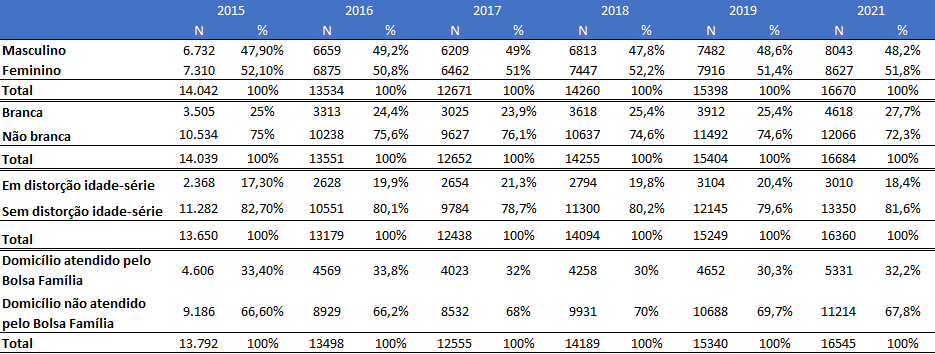 2015 2016 2017 2018 2019 2021
N % N % N % N % N % N %
Masculino 6.732 47,90% 6659 49,2% 6209 49% 6813 47,8% 7482 48,6% 8043 48,2%
Feminino 7.310 52,10% 6875 50,8% 6462 51% 7447 52,2% 7916 51,4% 8627 51,8%
Total 14.042 100% 13534 100% 12671 100% 14260 100% 15398 100% 16670 100%
Branca 3.505 25% 3313 24,4% 3025 23,9% 3618 25,4% 3912 25,4% 4618 27,7%
Não branca 10.534 75% 10238 75,6% 9627 76,1% 10637 74,6% 11492 74,6% 12066 72,3%
Total 14.039 100% 13551 100% 12652 100% 14255 100% 15404 100% 16684 100%
Em distorção idade-série 2.368 17,30% 2628 19,9% 2654 21,3% 2794 19,8% 3104 20,4% 3010 18,4%
Sem distorção idade-série 11.282 82,70% 10551 80,1% 9784 78,7% 11300 80,2% 12145 79,6% 13350 81,6%
Total 13.650 100% 13179 100% 12438 100% 14094 100% 15249 100% 16360 100%
Domicílio atendido pelo
Bolsa Família 4.606 33,40% 4569 33,8% 4023 32% 4258 30% 4652 30,3% 5331 32,2%
Domicílio não atendido
pelo Bolsa Família 9.186 66,60% 8929 66,2% 8532 68% 9931 70% 10688 69,7% 11214 67,8%
Total 13.792 100% 13498 100% 12555 100% 14189 100% 15340 100% 16545 100%